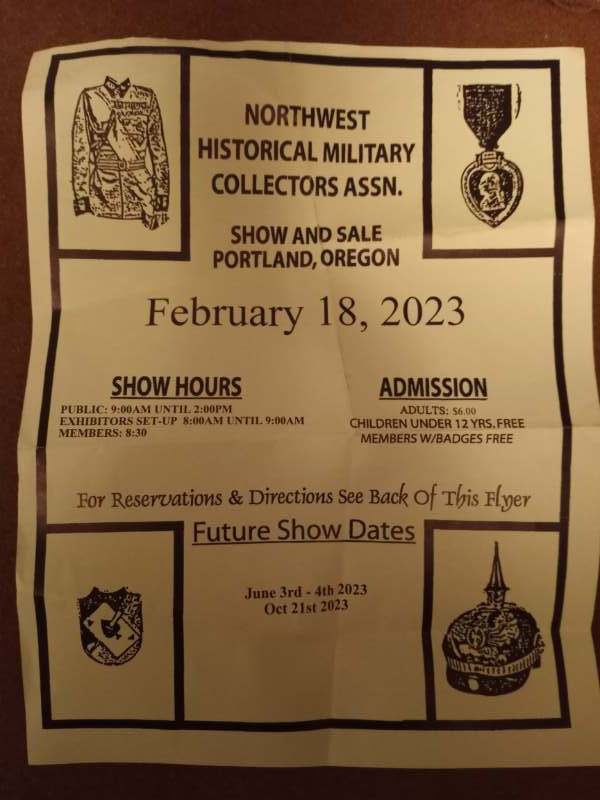 NORTHWEST
HISTORICAL MILITARY
COLLECTORS ASSN.
SHOW AND SALE
PORTLAND, OREGON
February 18, 2023
SHOW HOURS
PUBLIC: 9:00AM UNTIL 2:00PM
EXHIBITORS SET-UP 8:00AM UNTIL 9:00AM
MEMBERS: 8:30
ADMISSION
ADULTS: $6.00
CHILDREN UNDER 12 YRS. FREE
MEMBERS W/BADGES FREE
For Reservations & Directions See Back Of This Flyer
Future Show Dates
June 3rd - 4th 2023
Oct 21st 2023